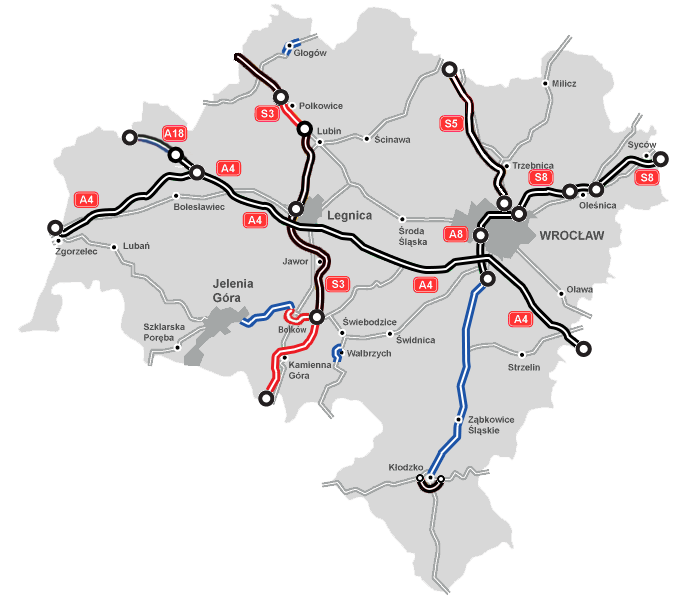 Głogów
Polkowice
S3
Milicz
Lubin
Ścinawa
S5
A18
Syców
Trzebnica
A4
S8
S8
A4
Bolesławiec
Oleśnica
A4
Legnica
Środa
Śląska
A8
WROCŁAW
Zgorzelec
Lubań
Jawor
S3
A4
Jelenia
Góra
Oława
Szklarska
Poręba
Bolków
Świebodzice
A4
Świdnica
Wałbrzych
Kamienna
Góra
Strzelin
Ząbkowice
Śląskie
Kłodzko